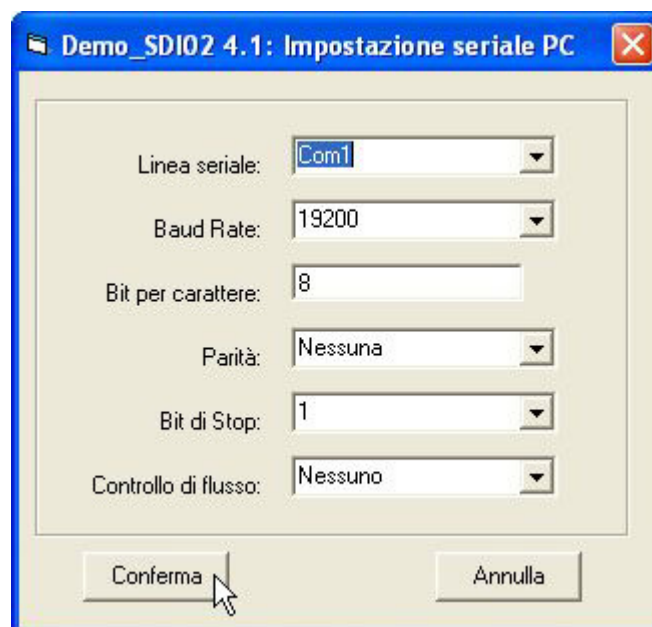 Demo_SDI02 4.1: Impostazione seriale PC
Linea seriale: Com1
Baud Rate: 19200
Bit per carattere: 8
Parità: Nessuna
Bit di Stop: 1
Controllo di flusso: Nessuno
Conferma Annulla